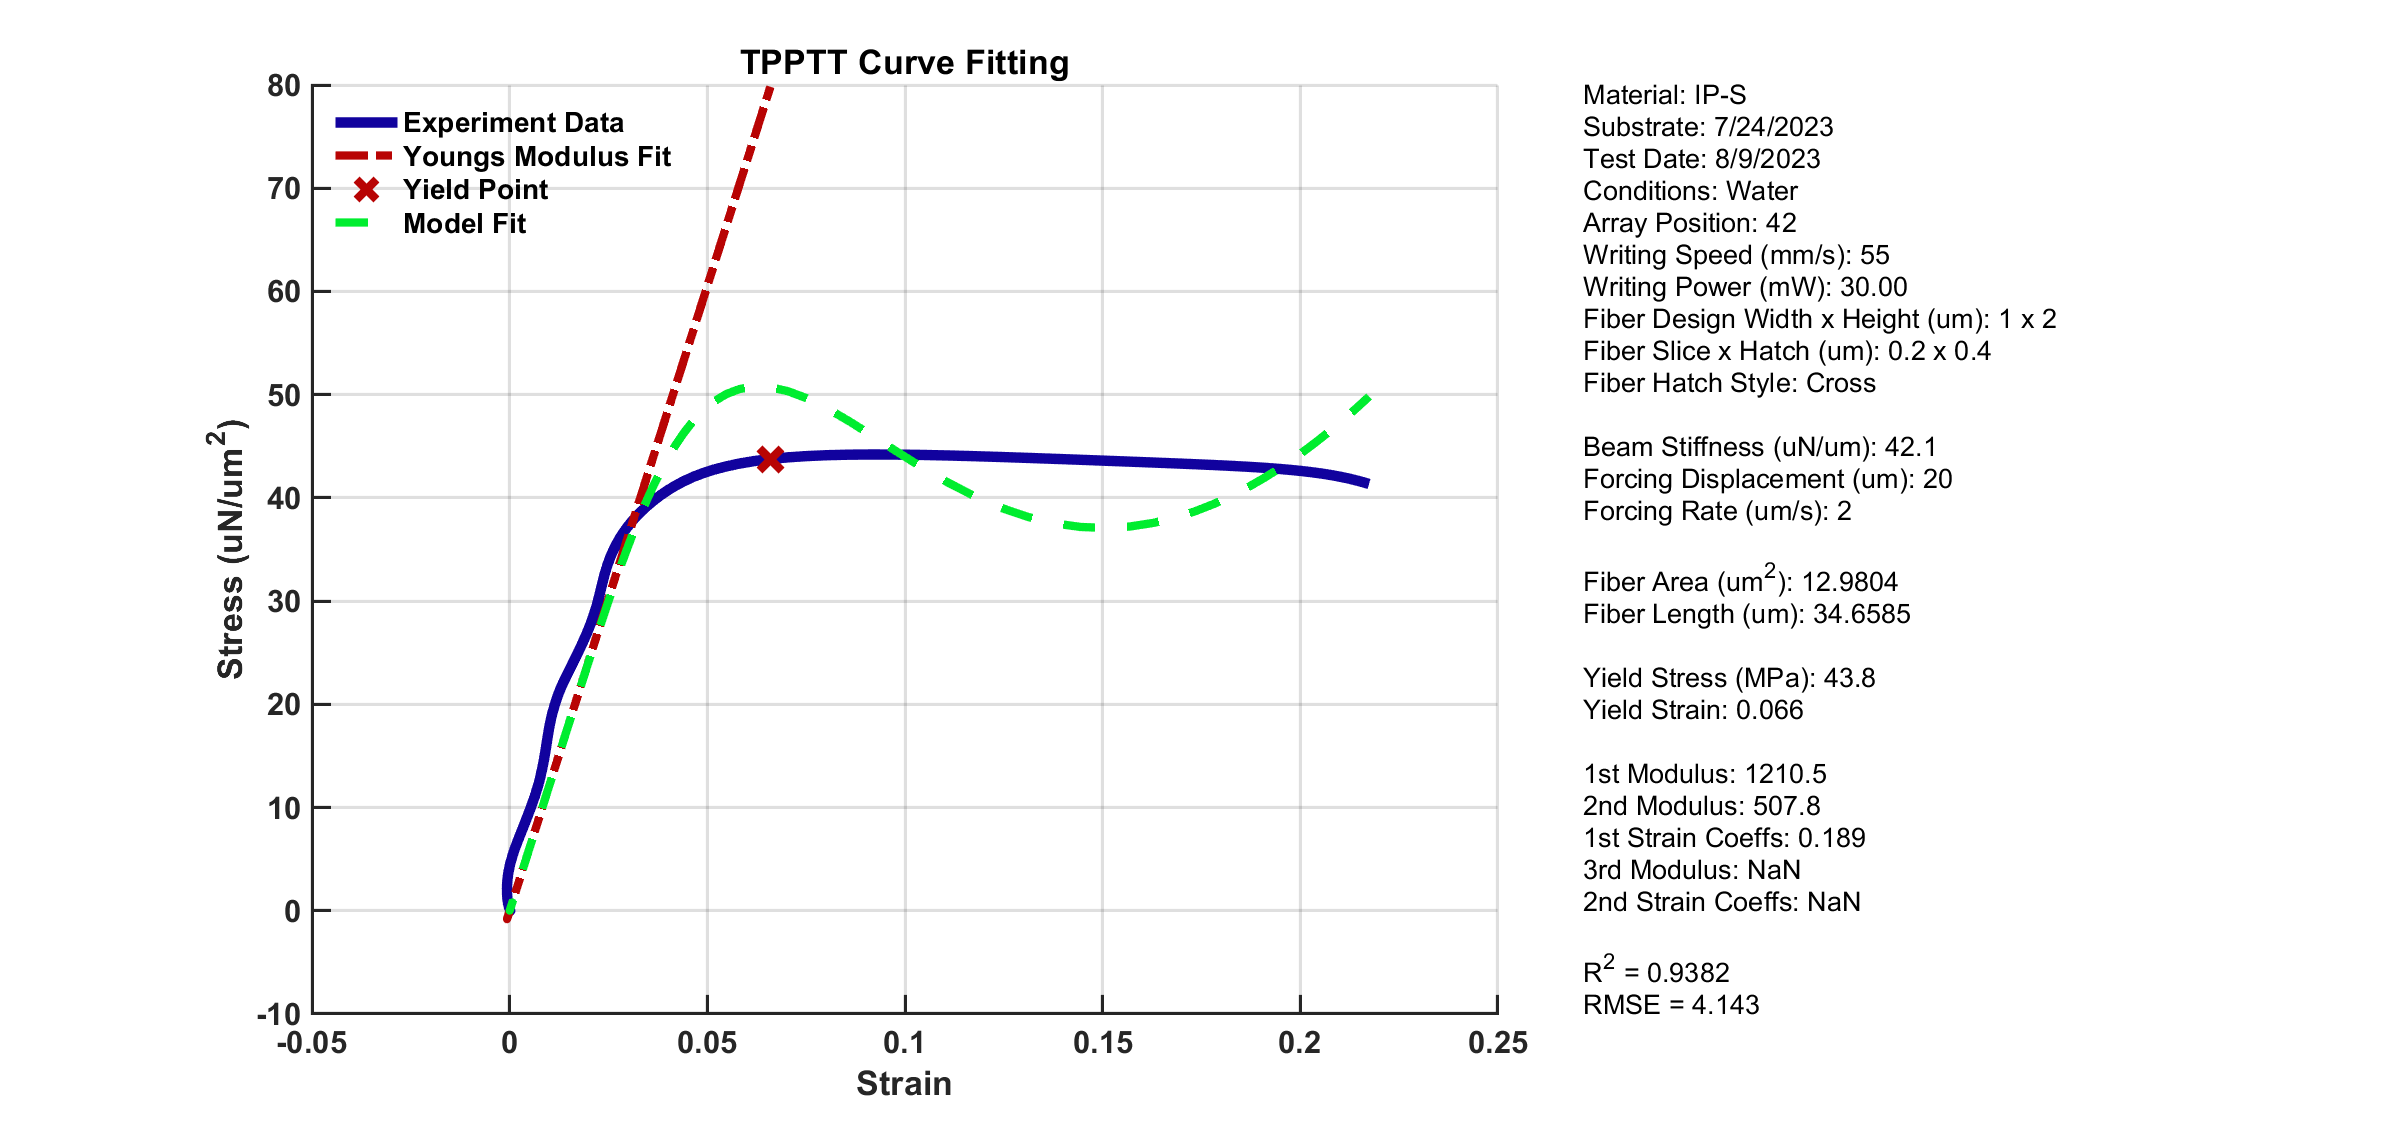 TPPTT Curve Fitting
80
70
60
50
40
30
20
10
0
-10
Stress (uN/um²)
Experiment Data
Youngs Modulus Fit
Yield Point
Model Fit
-0.05 0 0.05 0.1 0.15 0.2 0.25
Strain
Material: IP-S
Substrate: 7/24/2023
Test Date: 8/9/2023
Conditions: Water
Array Position: 42
Writing Speed (mm/s): 55
Writing Power (mW): 30.00
Fiber Design Width x Height (um): 1 x 2
Fiber Slice x Hatch (um): 0.2 x 0.4
Fiber Hatch Style: Cross
Beam Stiffness (uN/um): 42.1
Forcing Displacement (um): 20
Forcing Rate (um/s): 2
Fiber Area (um²): 12.9804
Fiber Length (um): 34.6585
Yield Stress (MPa): 43.8
Yield Strain: 0.066
1st Modulus: 1210.5
2nd Modulus: 507.8
1st Strain Coeffs: 0.189
3rd Modulus: NaN
2nd Strain Coeffs: NaN
R² = 0.9382
RMSE = 4.143